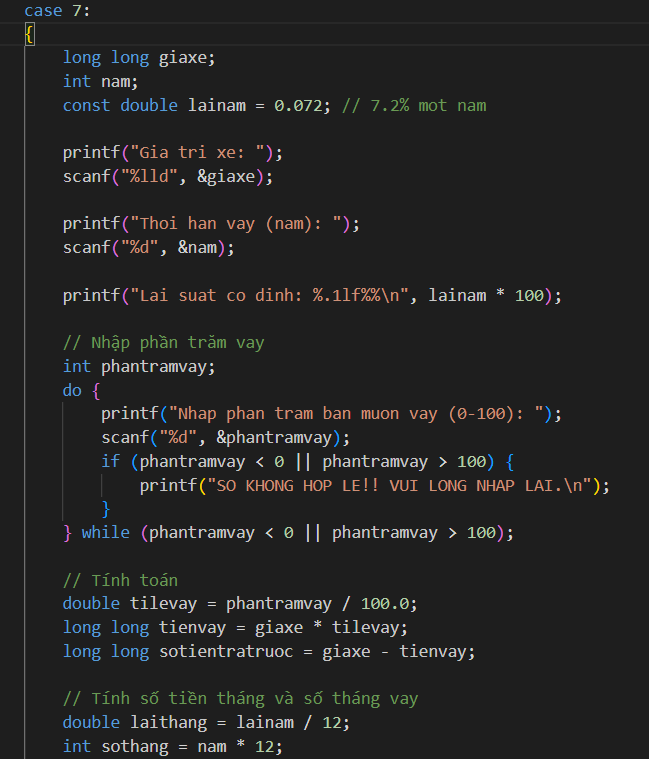 case 7:
{
long long giaxe;
int nam;
const double lainam = 0.072; // 7.2% mot nam
printf("Gia tri xe: ");
scanf("%lld", &giaxe);
printf("Thoi han vay (nam): ");
scanf("%d", &nam);
printf("Lai suat co dinh: %.1lf%%\n", lainam * 100);
// Nhập phần trăm vay
int phantramvay;
do {
printf("Nhap phan tram ban muon vay (0-100): ");
scanf("%d", &phantramvay);
if (phantramvay < 0 || phantramvay > 100) {
printf("SO KHONG HOP LE!! VUI LONG NHAP LAI.\n");
}
} while (phantramvay < 0 || phantramvay > 100);
// Tính toán
double tilevay = phantramvay / 100.0;
long long tienvay = giaxe * tilevay;
long long sotientratruoc = giaxe - tienvay;
// Tính số tiền tháng và số tháng vay
double laithang = lainam / 12;
int sothang = nam * 12;